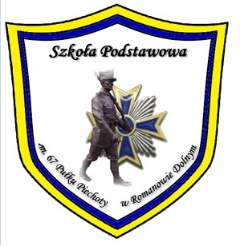 Szkoła Podstawowa
im. 67 Pułku Piechoty
w Romanowie Dolnym